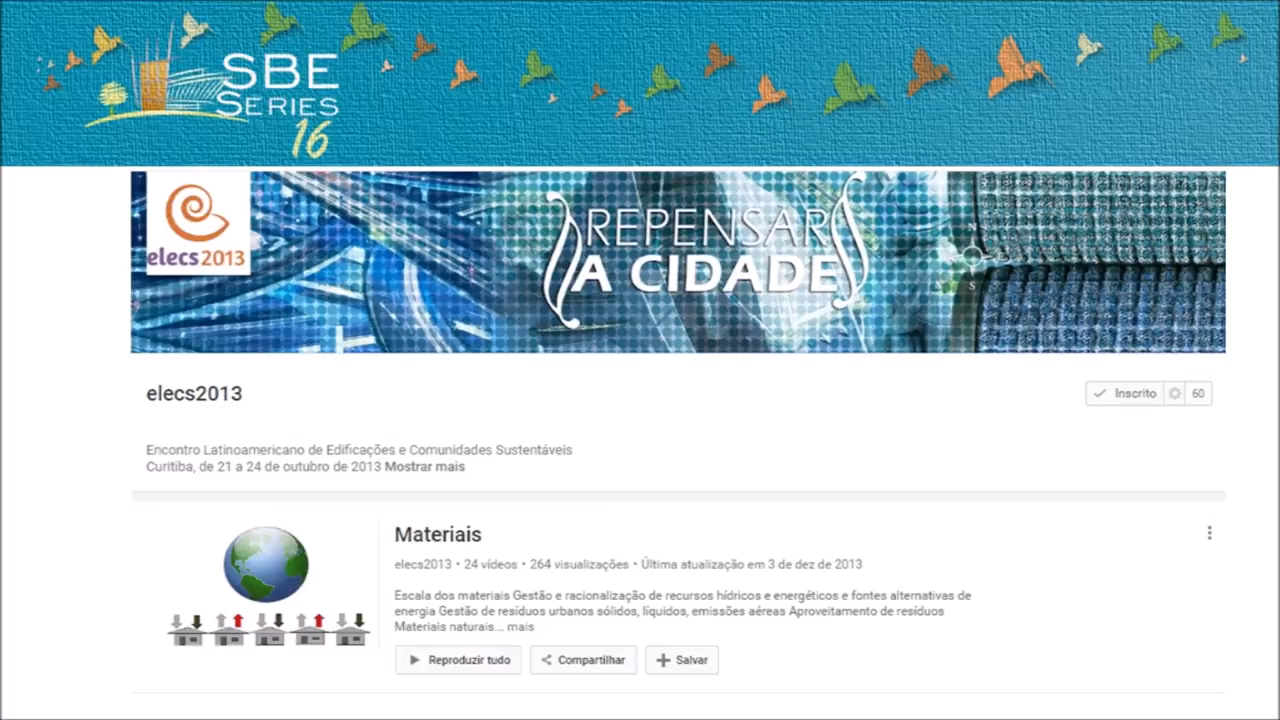 SBE
SERIES
16
elecs2013
REPENSAR
A CIDADE
N
S
elecs2013
Inscrito 60
Encontro Latinoamericano de Edificações e Comunidades Sustentáveis
Curitiba, de 21 a 24 de outubro de 2013 Mostrar mais
Materiais
elecs2013 • 24 vídeos • 264 visualizações • Última atualização em 3 de dez de 2013
Escala dos materiais Gestão e racionalização de recursos hídricos e energéticos e fontes alternativas de
energia Gestão de resíduos urbanos sólidos, líquidos, emissões aéreas Aproveitamento de resíduos
Materiais naturais... mais
Reproduzir tudo Compartilhar Salvar